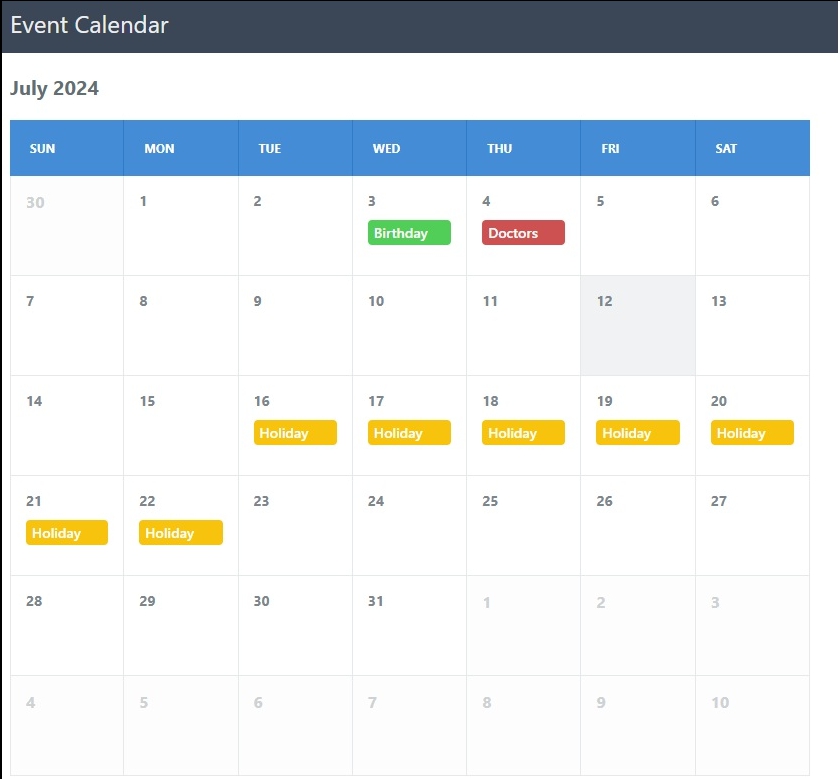 Event Calendar
July 2024
SUN MON TUE WED THU FRI SAT
30 1 2 3 4 5 6
Birthday Doctors
7 8 9 10 11 12 13
14 15 16 17 18 19 20
Holiday Holiday Holiday Holiday Holiday
21 22 23 24 25 26 27
Holiday Holiday
28 29 30 31 1 2 3
4 5 6 7 8 9 10